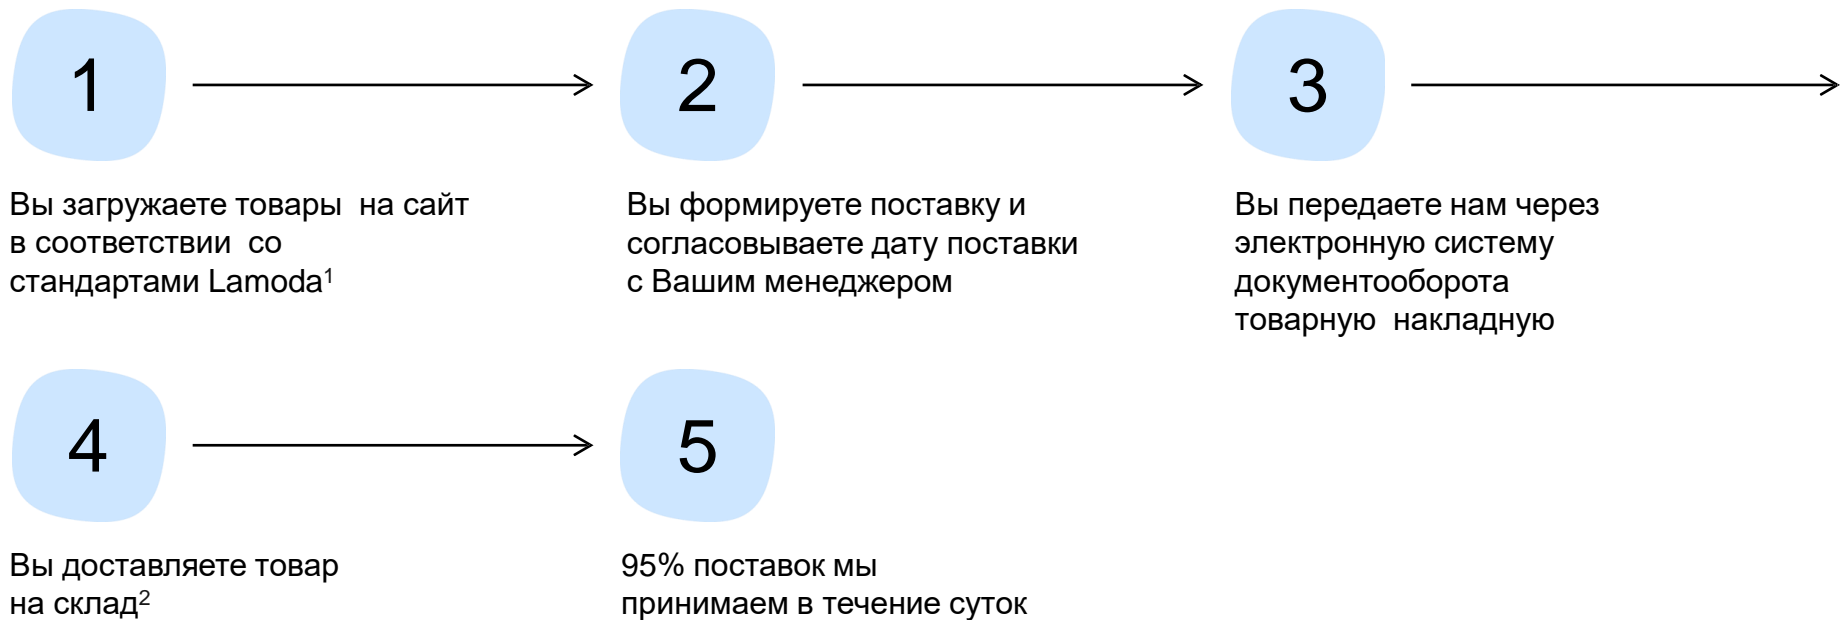 1
Вы загружаете товары на сайт
в соответствии со
стандартами Lamoda¹
2
Вы формируете поставку и
согласовываете дату поставки
с Вашим менеджером
3
Вы передаете нам через
электронную систему
документооборота
товарную накладную
4
Вы доставляете товар
на склад²
5
95% поставок мы
принимаем в течение суток